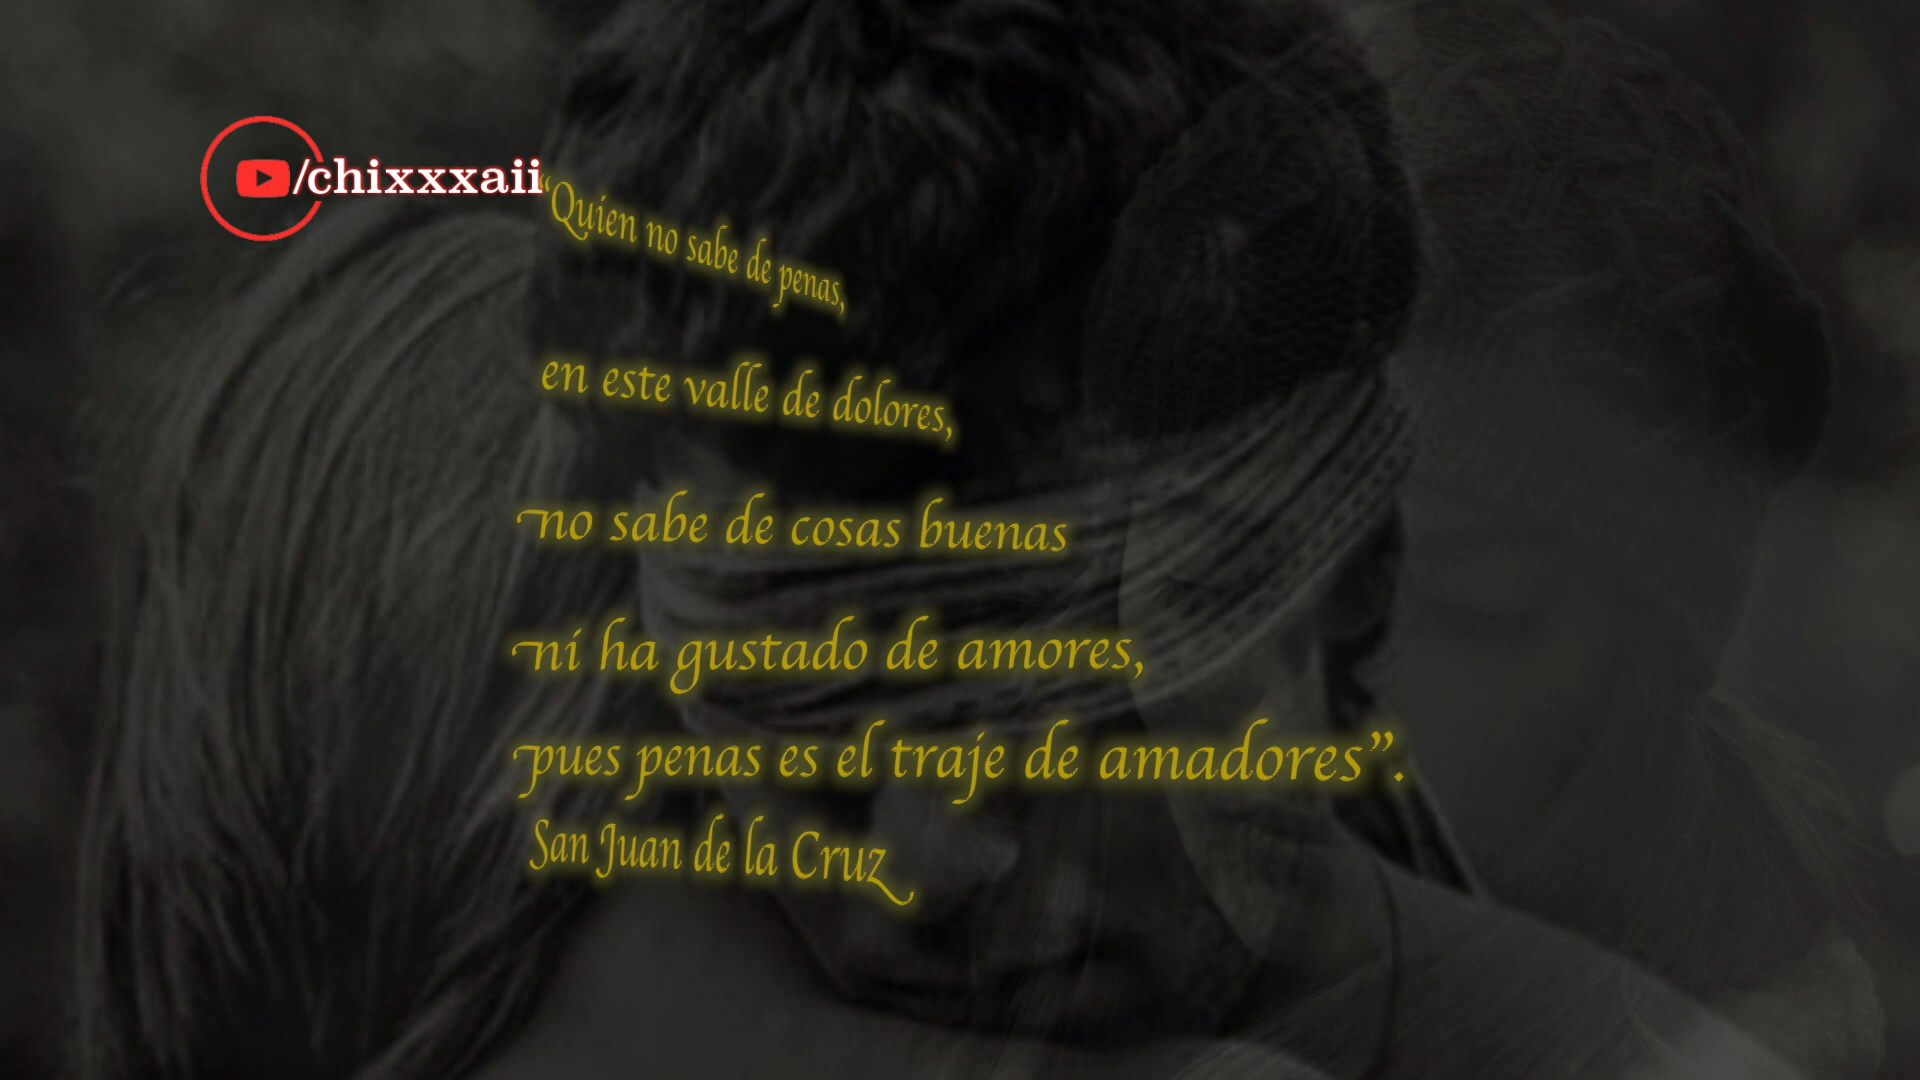 /chixxxaii
“Quien no sabe de penas,
en este valle de dolores,
no sabe de cosas buenas
ni ha gustado de amores,
pues penas es el traje de amadores”.
San Juan de la Cruz